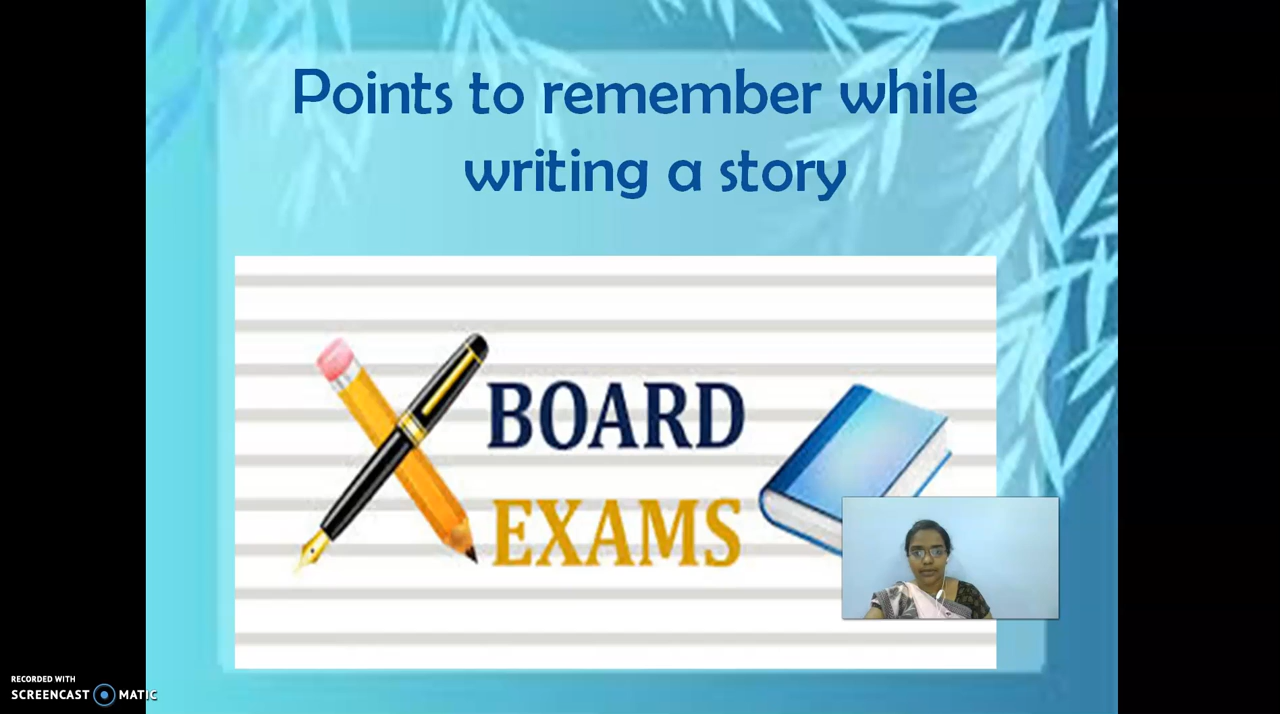 Points to remember while
writing a story
BOARD
EXAMS
RECORDED WITH
SCREENCAST MATIC